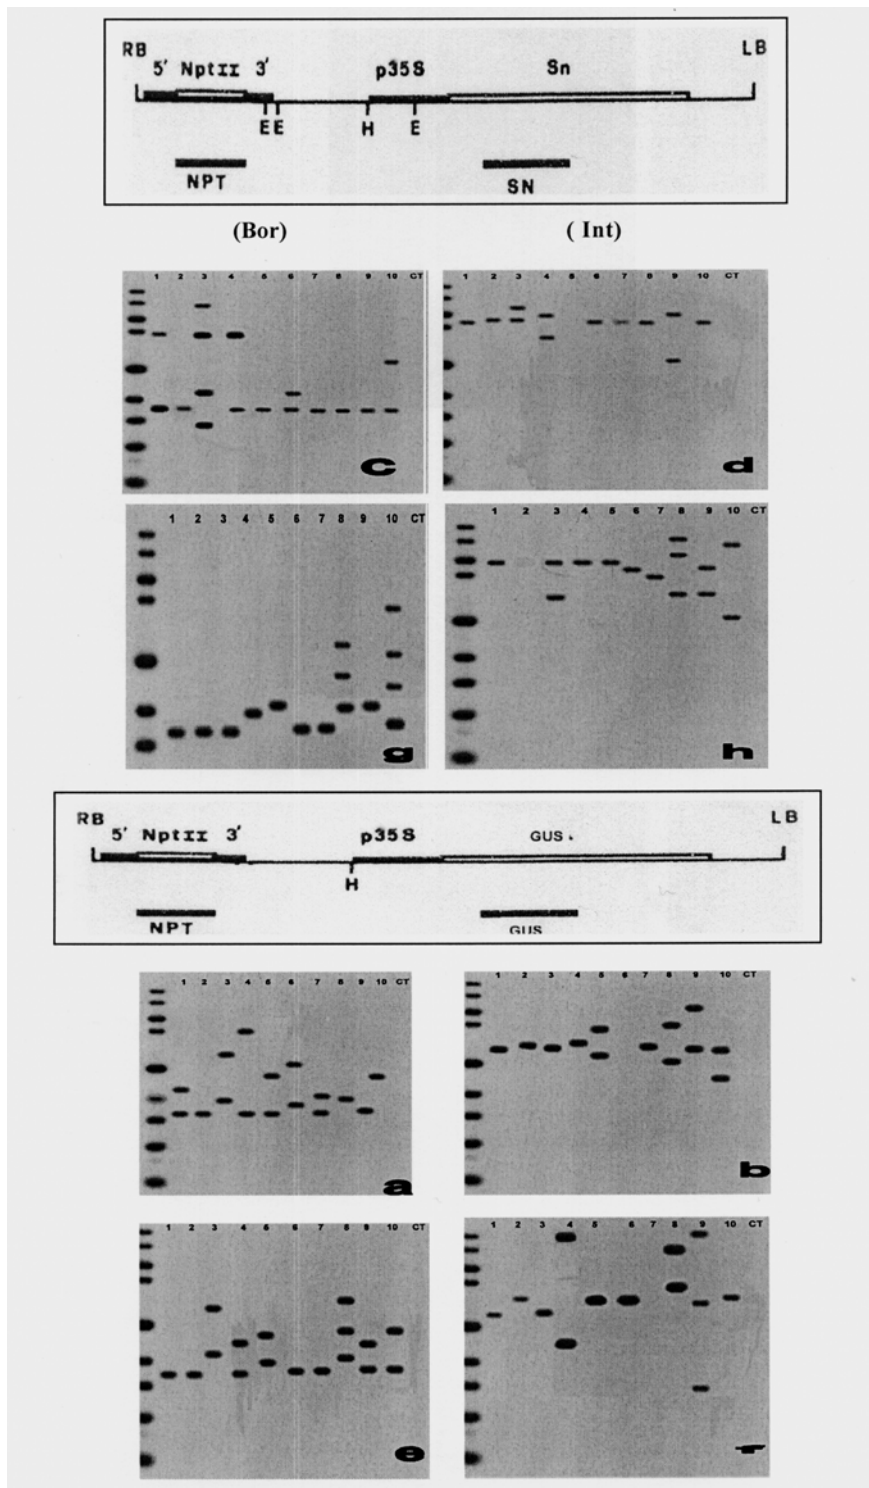 RB LB
5' NptII 3' p35S Sn
E E H E
NPT SN
(Bor) ( Int)
1 2 3 4 5 6 7 8 9 10 CT
c
1 2 3 4 5 6 7 8 9 10 CT
d
1 2 3 4 5 6 7 8 9 10 CT
g
1 2 3 4 5 6 7 8 9 10 CT
h
RB LB
5' NptII 3' p35S GUS
H
NPT GUS
1 2 3 4 5 6 7 8 9 10 CT
a
1 2 3 4 5 6 7 8 9 10 CT
b
1 2 3 4 5 6 7 8 9 10 CT
e
1 2 3 4 5 6 7 8 9 10 CT
f